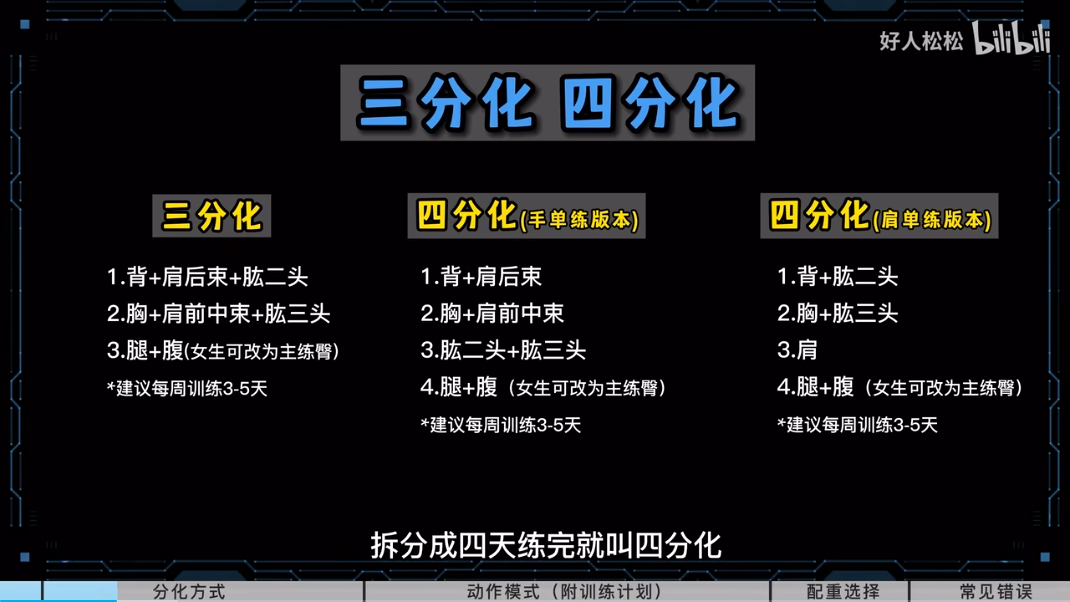 好人松松 bilibili
三分化 四分化
三分化
1.背+肩后束+肱二头
2.胸+肩前中束+肱三头
3.腿+腹(女生可改为主练臀)
*建议每周训练3-5天
四分化(手单练版本)
1.背+肩后束
2.胸+肩前中束
3.肱二头+肱三头
4.腿+腹（女生可改为主练臀）
*建议每周训练3-5天
四分化(肩单练版本)
1.背+肱二头
2.胸+肱三头
3.肩
4.腿+腹（女生可改为主练臀）
*建议每周训练3-5天
拆分成四天练完就叫四分化
分化方式 动作模式（附训练计划） 配重选择 常见错误